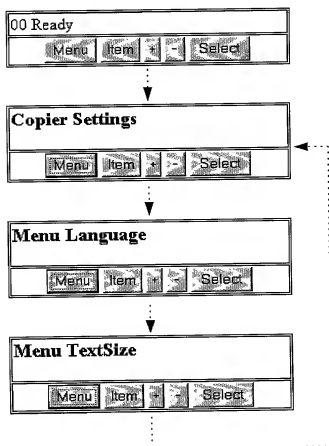 00 Ready
Menu Item + - Select
Copier Settings
Menu Item + - Select
Menu Language
Menu Item + - Select
Menu TextSize
Menu Item + - Select